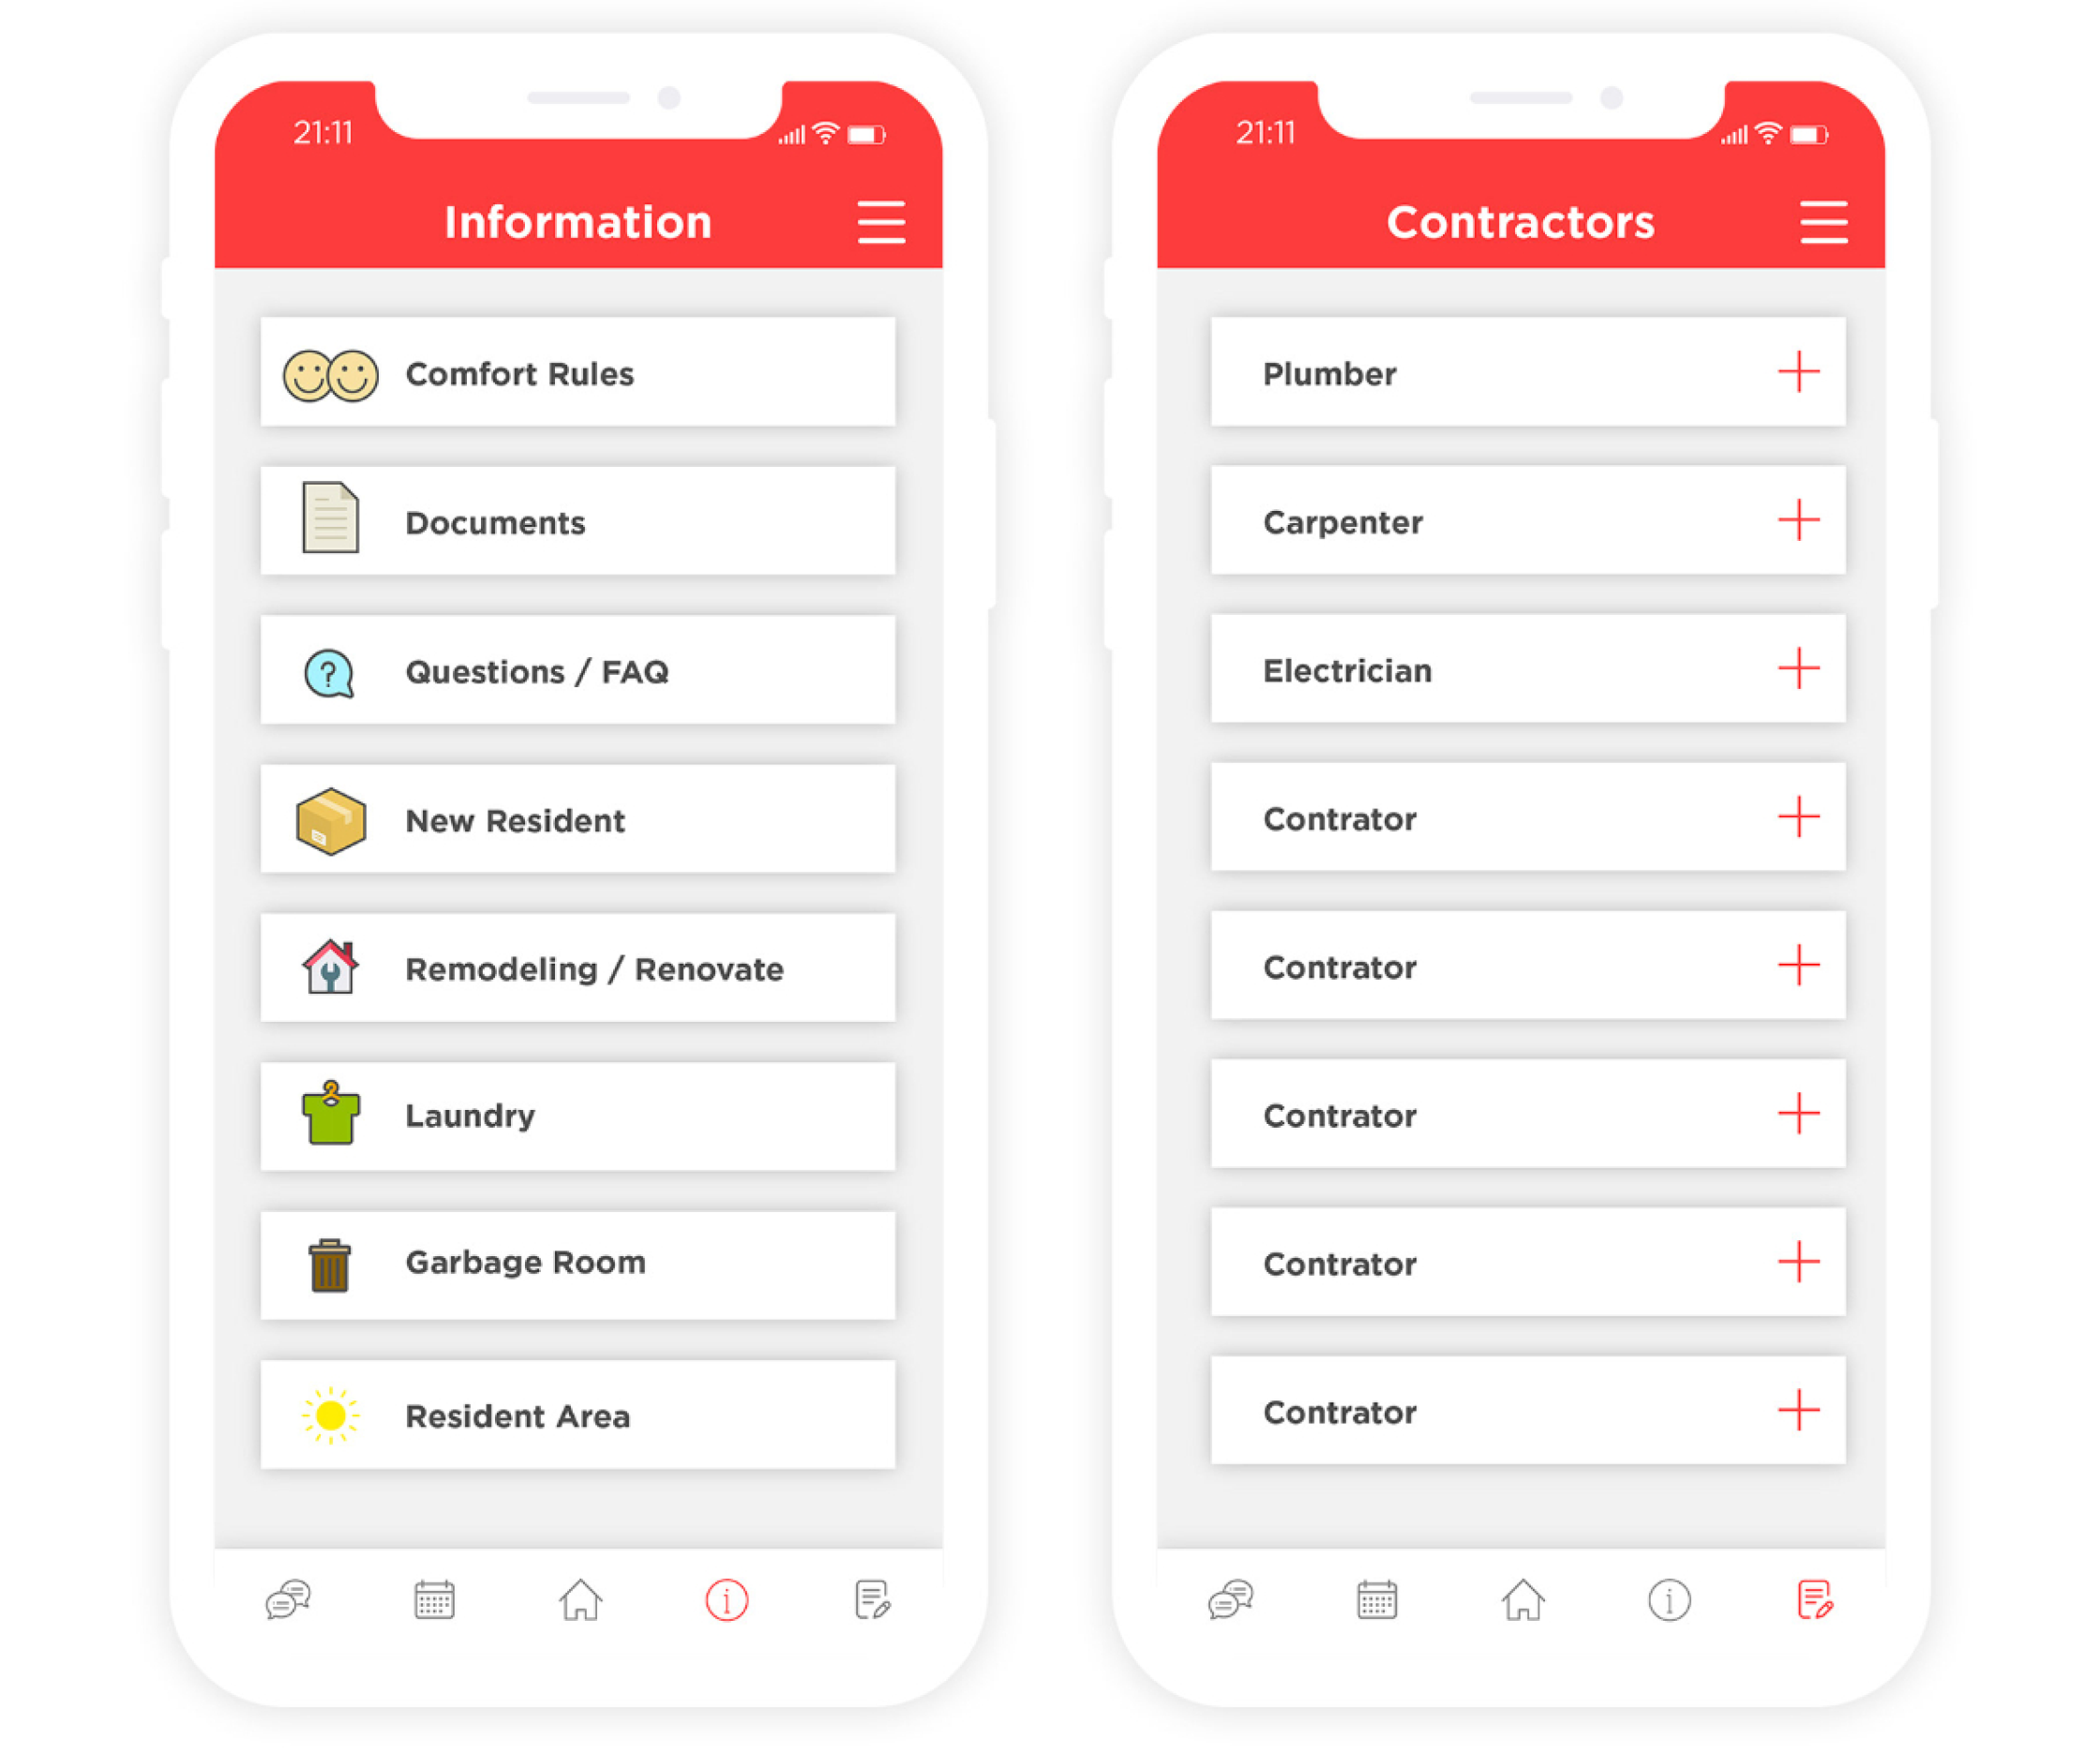 21:11
Information
Comfort Rules
Documents
?
Questions / FAQ
New Resident
Remodeling / Renovate
Laundry
Garbage Room
Resident Area
i
21:11
Contractors
Plumber
Carpenter
Electrician
Contrator
Contrator
Contrator
Contrator
Contrator
i